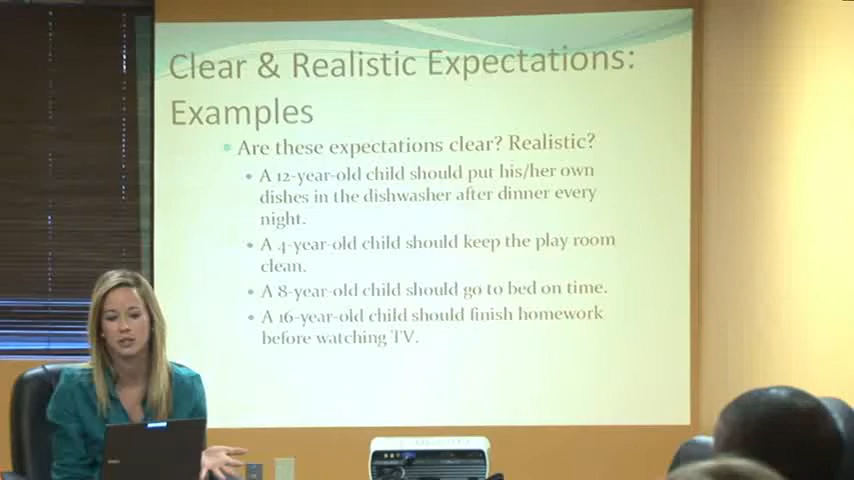 Clear & Realistic Expectations:
Examples
Are these expectations clear? Realistic?
A 12-year-old child should put his/her own
dishes in the dishwasher after dinner every
night.
A 4-year-old child should keep the play room
clean.
A 8-year-old child should go to bed on time.
A 16-year-old child should finish homework
before watching TV.